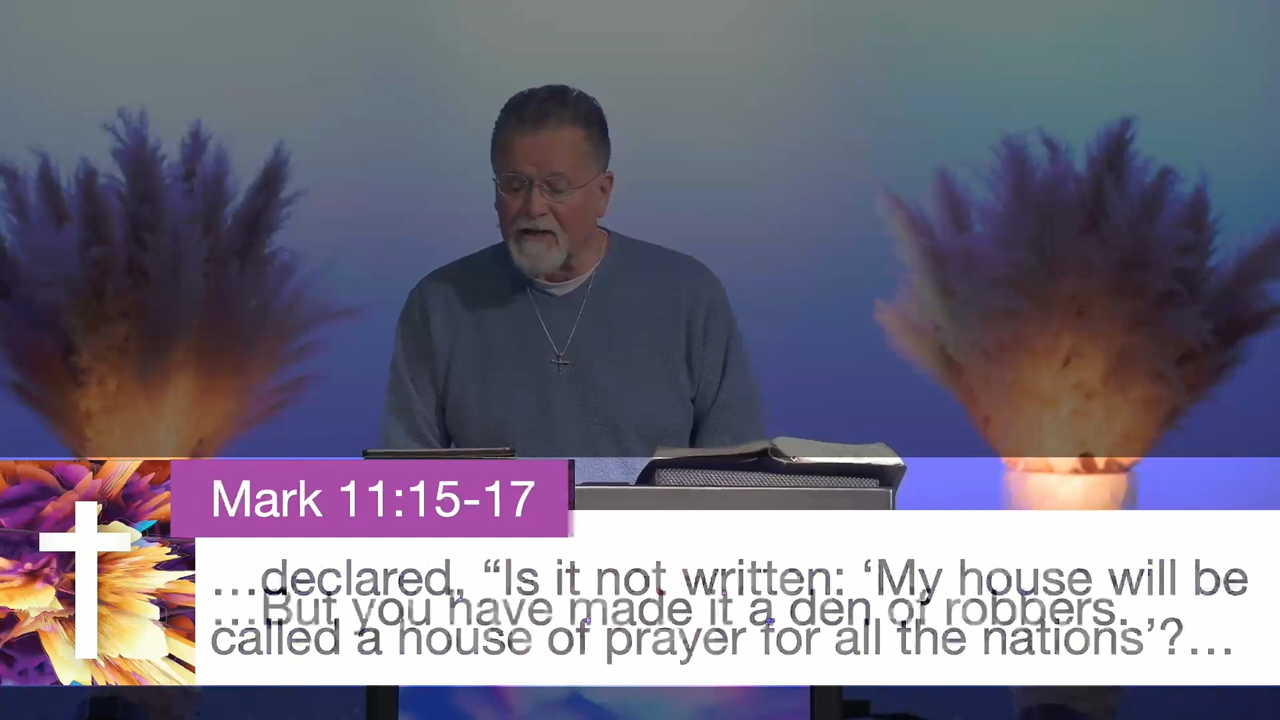 Mark 11:15-17
…declared, “Is it not written: ‘My house will be
…But you have made it a den of robbers.
called a house of prayer for all the nations’?…